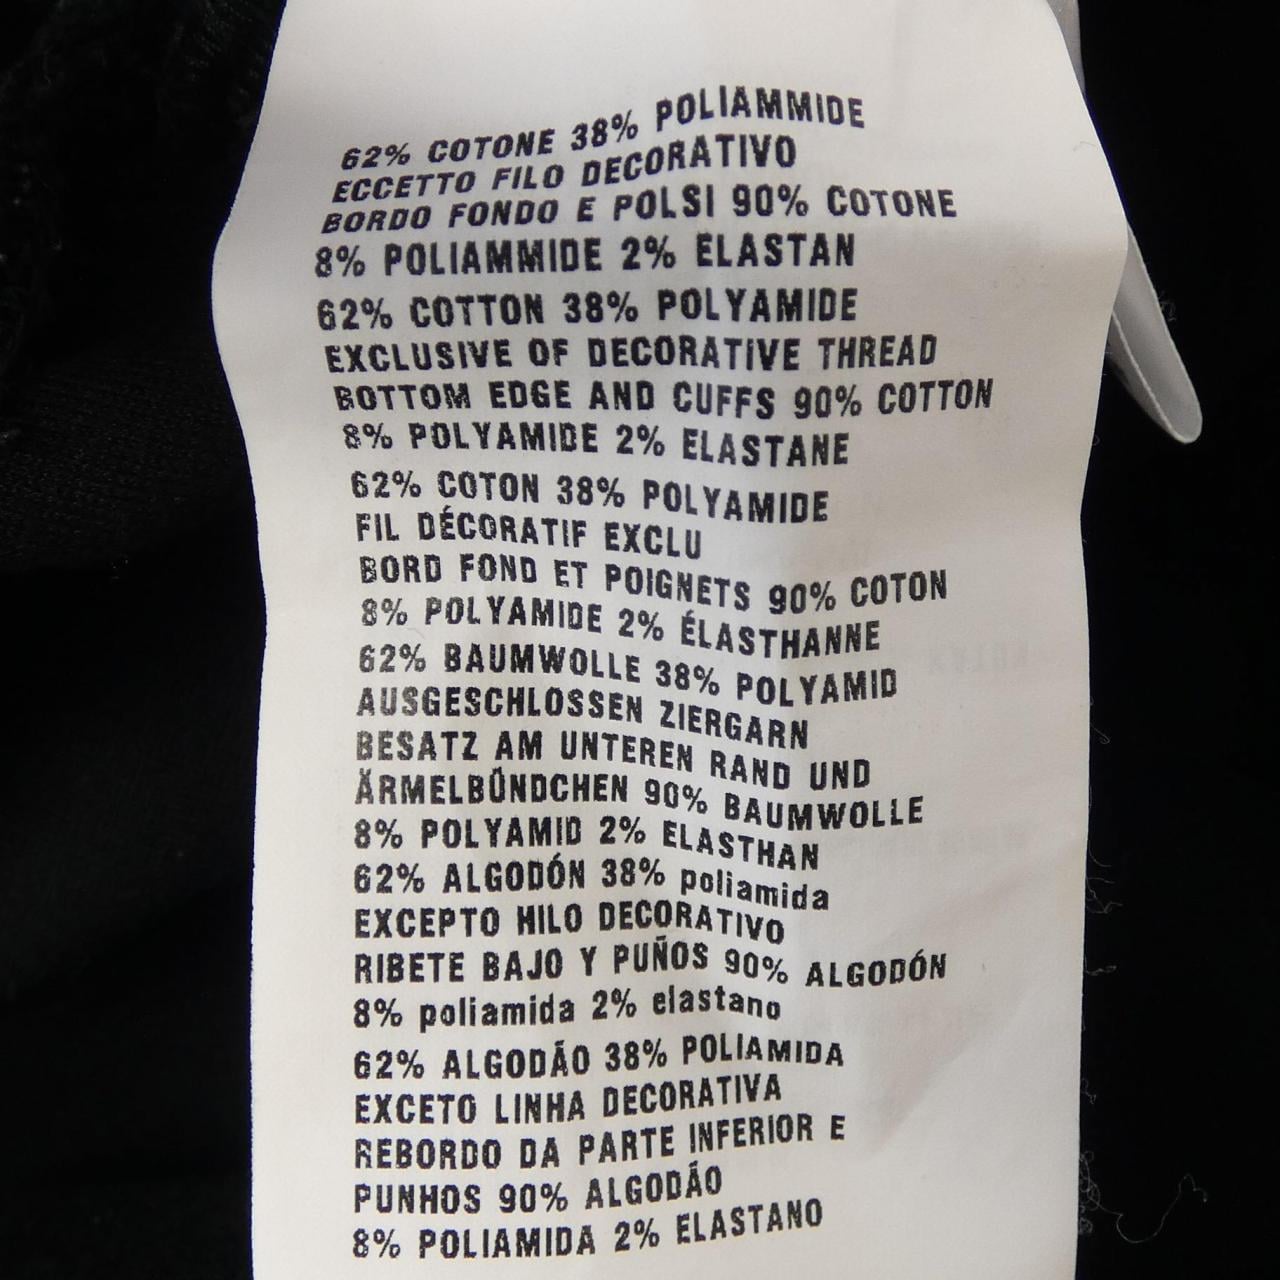 62% COTONE 38% POLIAMMIDE
ECCETTO FILO DECORATIVO
BORDO FONDO E POLSI 90% COTONE
8% POLIAMMIDE 2% ELASTAN
62% COTTON 38% POLYAMIDE
EXCLUSIVE OF DECORATIVE THREAD
BOTTOM EDGE AND CUFFS 90% COTTON
8% POLYAMIDE 2% ELASTANE
62% COTON 38% POLYAMIDE
FIL DÉCORATIF EXCLU
BORD FOND ET POIGNETS 90% COTON
8% POLYAMIDE 2% ÉLASTHANNE
62% BAUMWOLLE 38% POLYAMID
AUSGESCHLOSSEN ZIERGARN
BESATZ AM UNTEREN RAND UND
ÄRMELBÜNDCHEN 90% BAUMWOLLE
8% POLYAMID 2% ELASTHAN
62% ALGODÓN 38% poliamida
EXCEPTO HILO DECORATIVO
RIBETE BAJO Y PUÑOS 90% ALGODÓN
8% poliamida 2% elastano
62% ALGODÃO 38% POLIAMIDA
EXCETO LINHA DECORATIVA
REBORDO DA PARTE INFERIOR E
PUNHOS 90% ALGODÃO
8% POLIAMIDA 2% ELASTANO